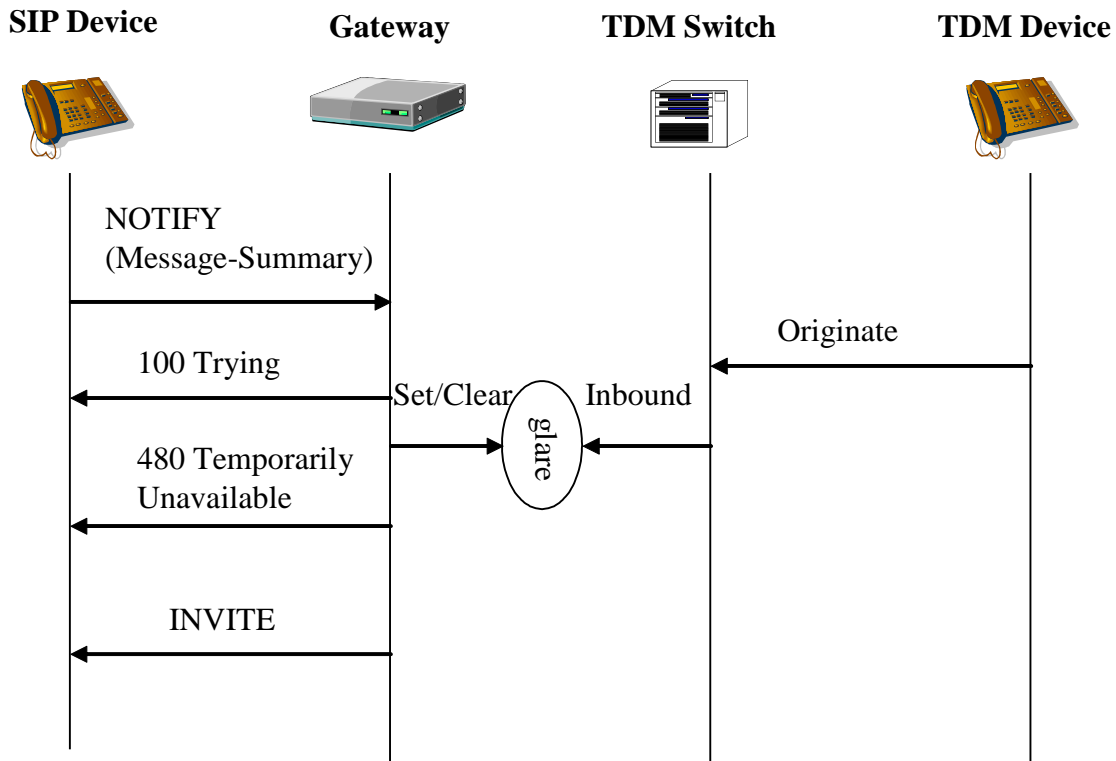 SIP Device
Gateway
TDM Switch
TDM Device
NOTIFY
(Message-Summary)
Originate
100 Trying
Set/Clear
Inbound
glare
480 Temporarily
Unavailable
INVITE